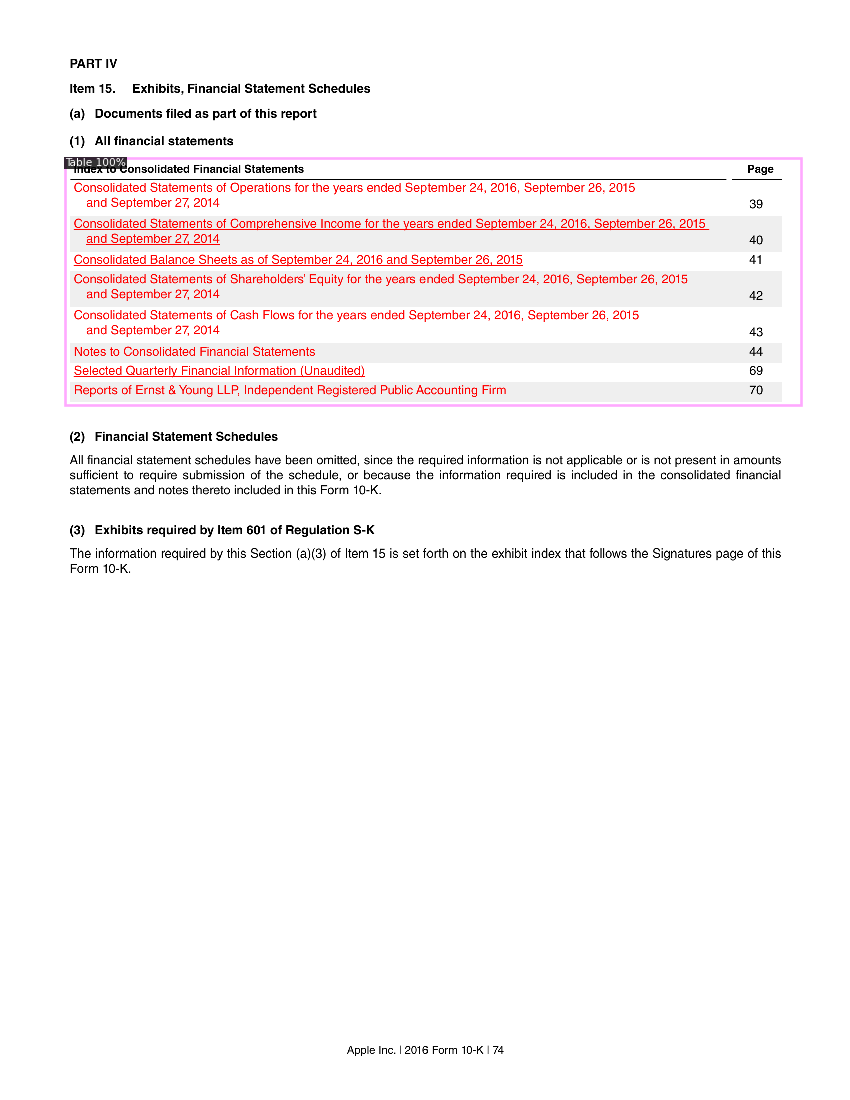 PART IV
Item 15. Exhibits, Financial Statement Schedules
(a) Documents filed as part of this report
(1) All financial statements
Table 100%
Index to Consolidated Financial Statements Page
Consolidated Statements of Operations for the years ended September 24, 2016, September 26, 2015
and September 27, 2014 39
Consolidated Statements of Comprehensive Income for the years ended September 24, 2016, September 26, 2015
and September 27, 2014 40
Consolidated Balance Sheets as of September 24, 2016 and September 26, 2015 41
Consolidated Statements of Shareholders' Equity for the years ended September 24, 2016, September 26, 2015
and September 27, 2014 42
Consolidated Statements of Cash Flows for the years ended September 24, 2016, September 26, 2015
and September 27, 2014 43
Notes to Consolidated Financial Statements 44
Selected Quarterly Financial Information (Unaudited) 69
Reports of Ernst & Young LLP, Independent Registered Public Accounting Firm 70
(2) Financial Statement Schedules
All financial statement schedules have been omitted, since the required information is not applicable or is not present in amounts
sufficient to require submission of the schedule, or because the information required is included in the consolidated financial
statements and notes thereto included in this Form 10-K.
(3) Exhibits required by Item 601 of Regulation S-K
The information required by this Section (a)(3) of Item 15 is set forth on the exhibit index that follows the Signatures page of this
Form 10-K.
Apple Inc. | 2016 Form 10-K | 74